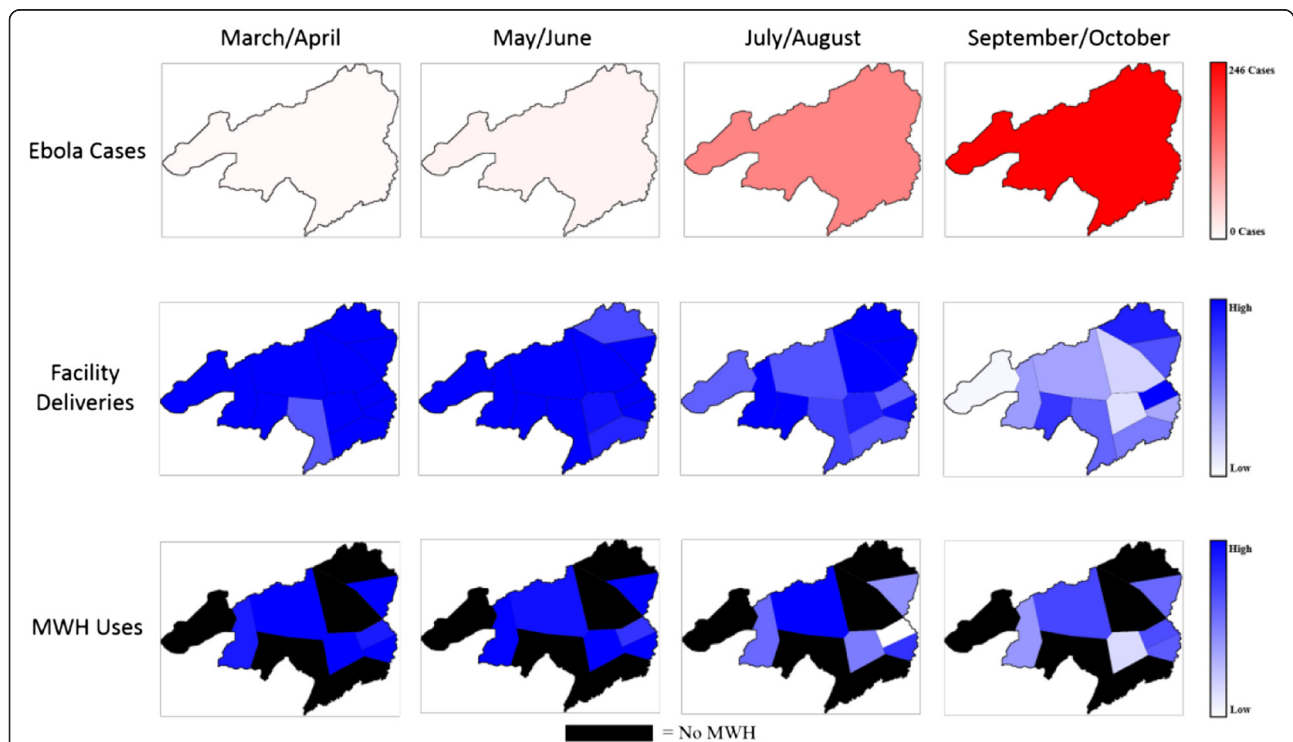 March/April May/June July/August September/October
Ebola Cases
246 Cases
0 Cases
Facility
Deliveries
High
Low
MWH Uses
High
Low
= No MWH